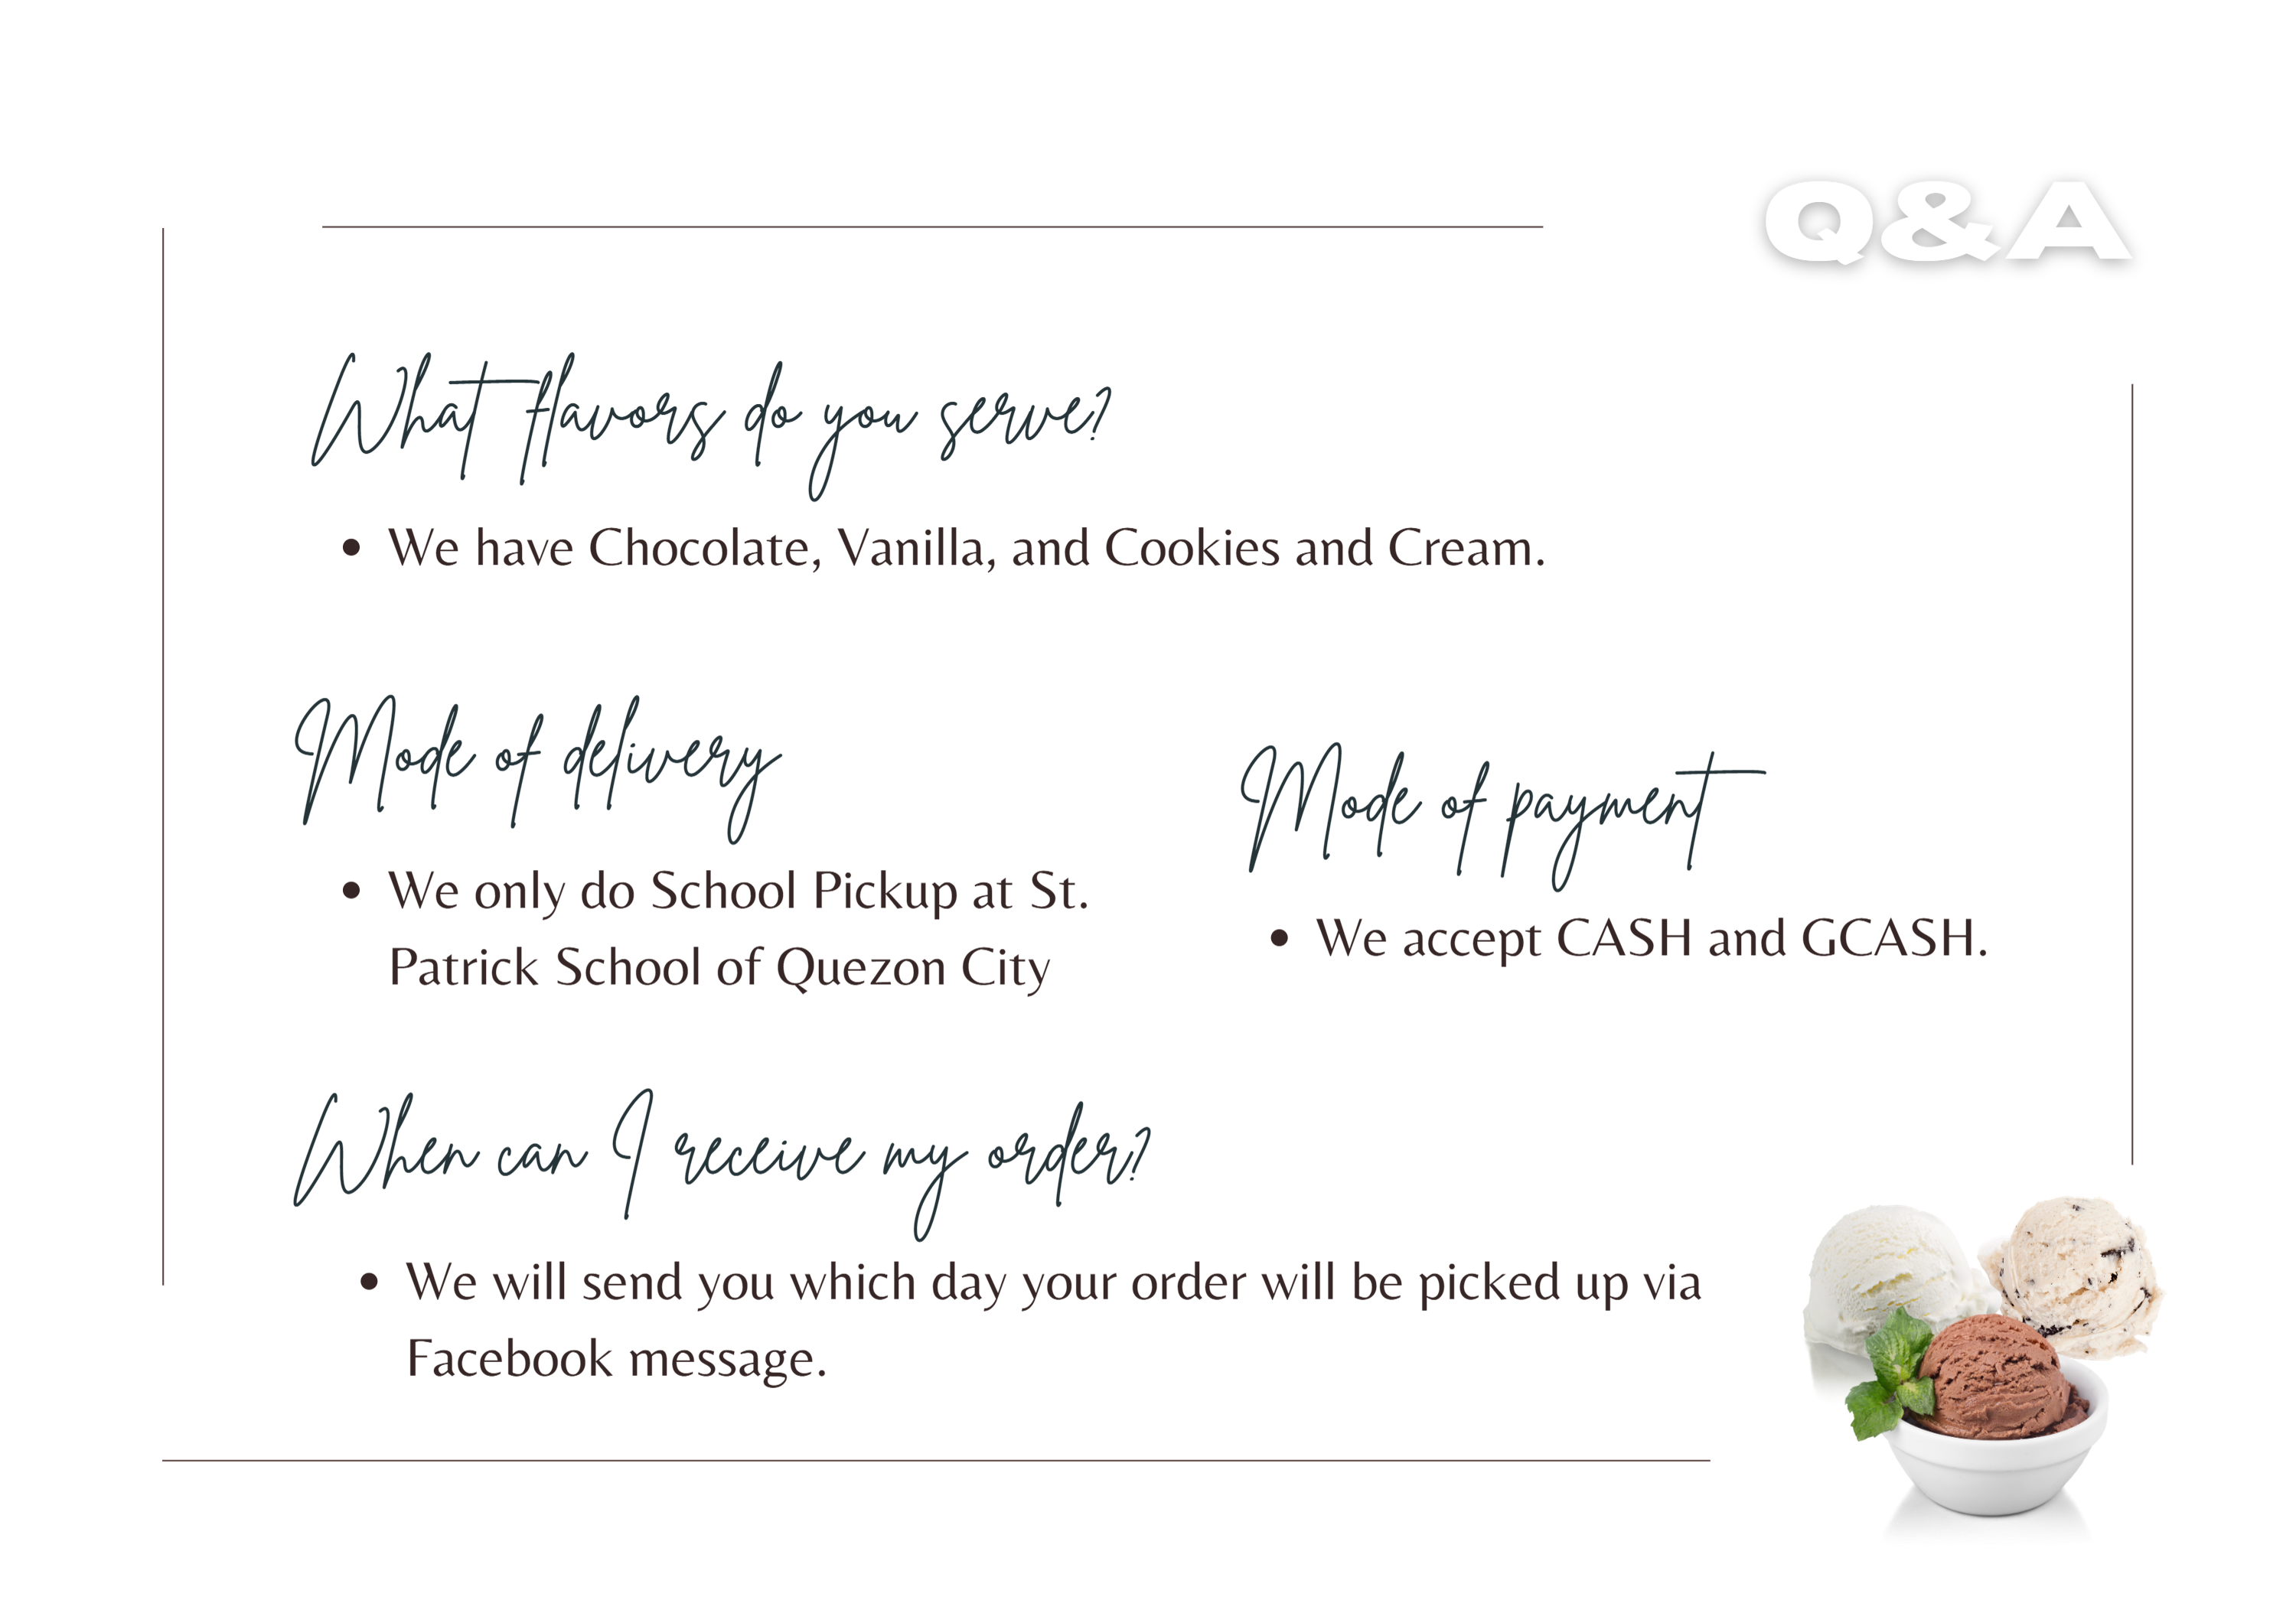 Q&A
What flavors do you serve?
We have Chocolate, Vanilla, and Cookies and Cream.
Mode of delivery
We only do School Pickup at St.
Patrick School of Quezon City
Mode of payment
We accept CASH and GCASH.
When can I receive my order?
We will send you which day your order will be picked up via
Facebook message.